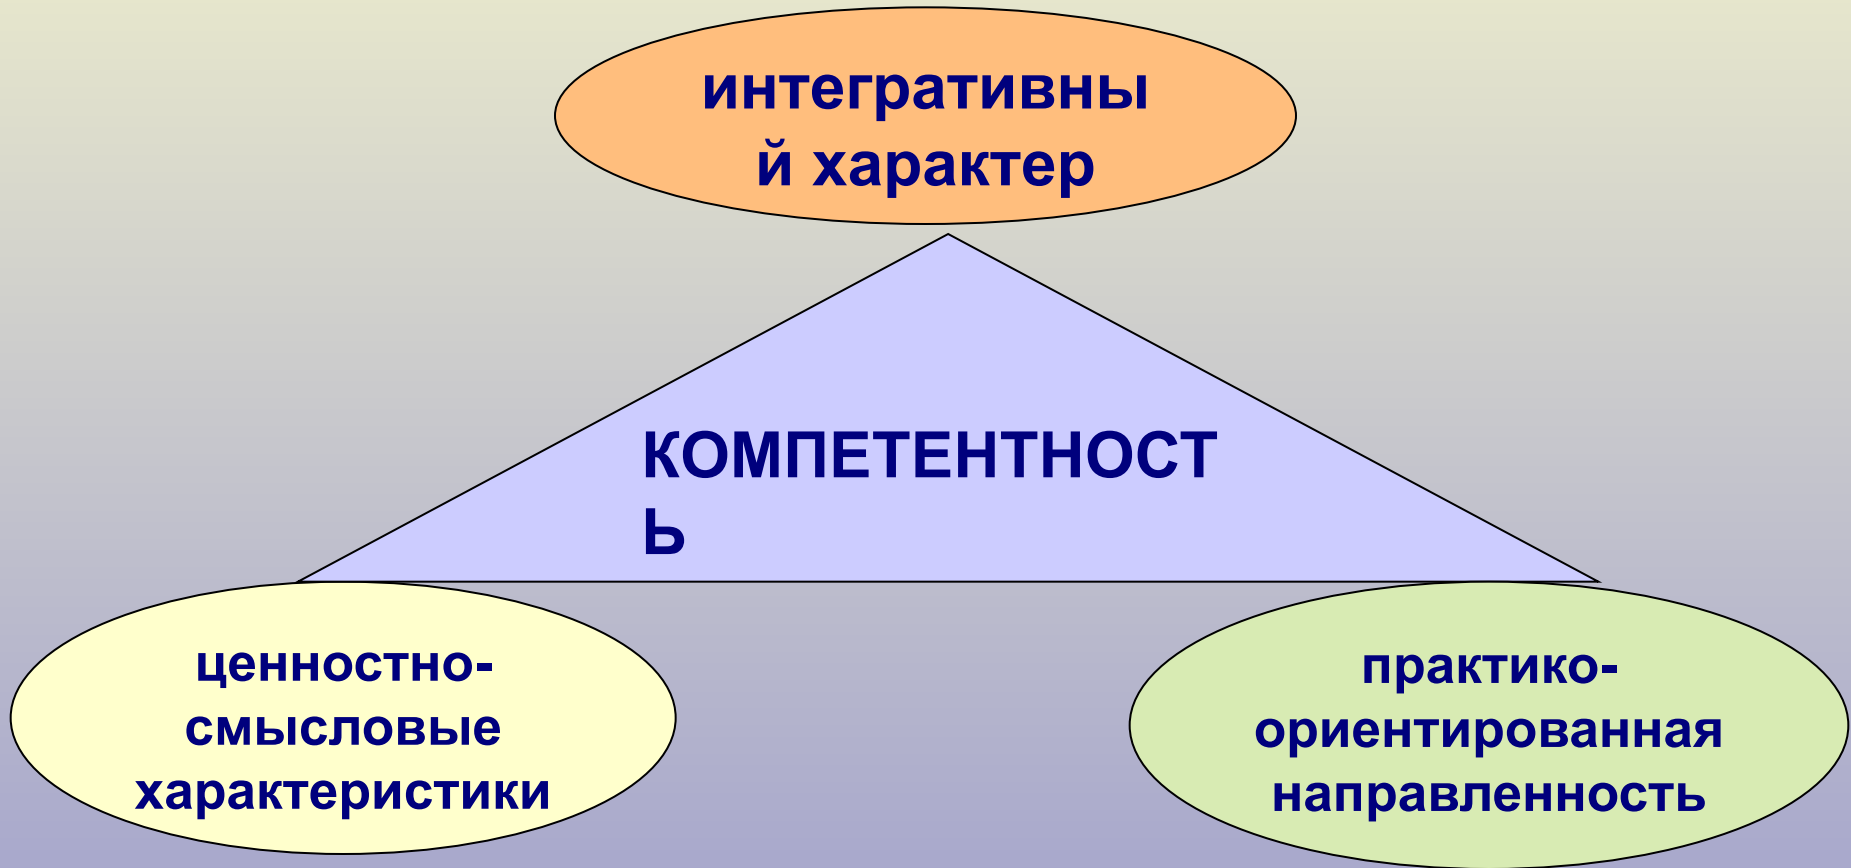 интегративны
й характер
КОМПЕТЕНТНОСТ
Ь
ценностно-
смысловые
характеристики
практико-
ориентированная
направленность